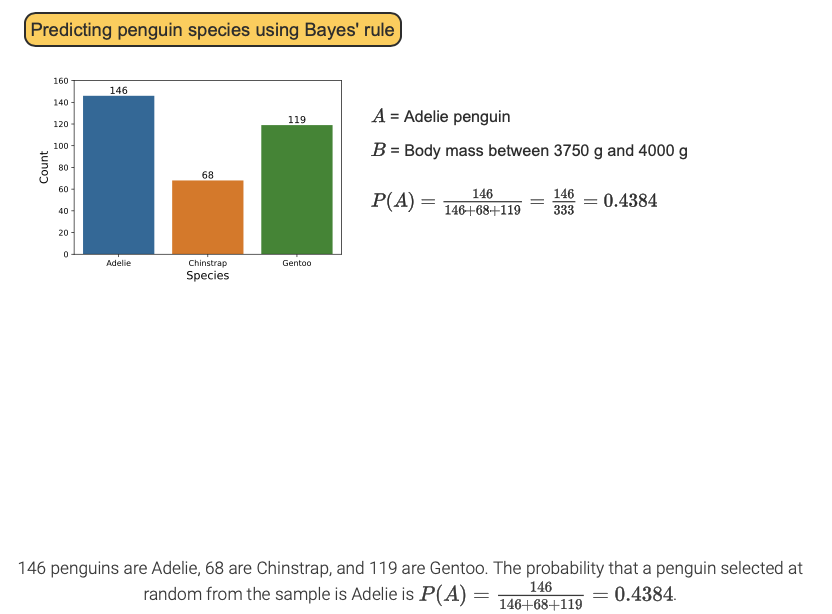 Predicting penguin species using Bayes' rule
160
140
120
100
80
60
40
20
0
Count
146
68
119
Adelie Chinstrap Gentoo
Species
A = Adelie penguin
B = Body mass between 3750 g and 4000 g
P(A) = 146/(146+68+119) = 146/333 = 0.4384
146 penguins are Adelie, 68 are Chinstrap, and 119 are Gentoo. The probability that a penguin selected at
random from the sample is Adelie is P(A) = 146/(146+68+119) = 0.4384.